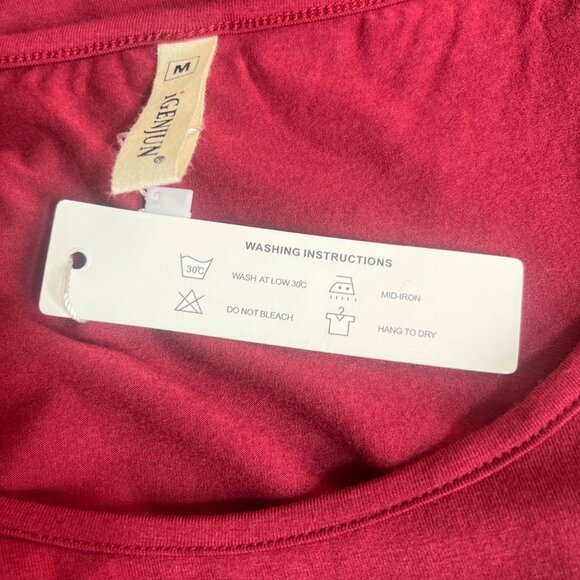 M
iGENJUN®
WASHING INSTRUCTIONS
30℃ WASH AT LOW 30℃ MID-IRON
DO NOT BLEACH HANG TO DRY